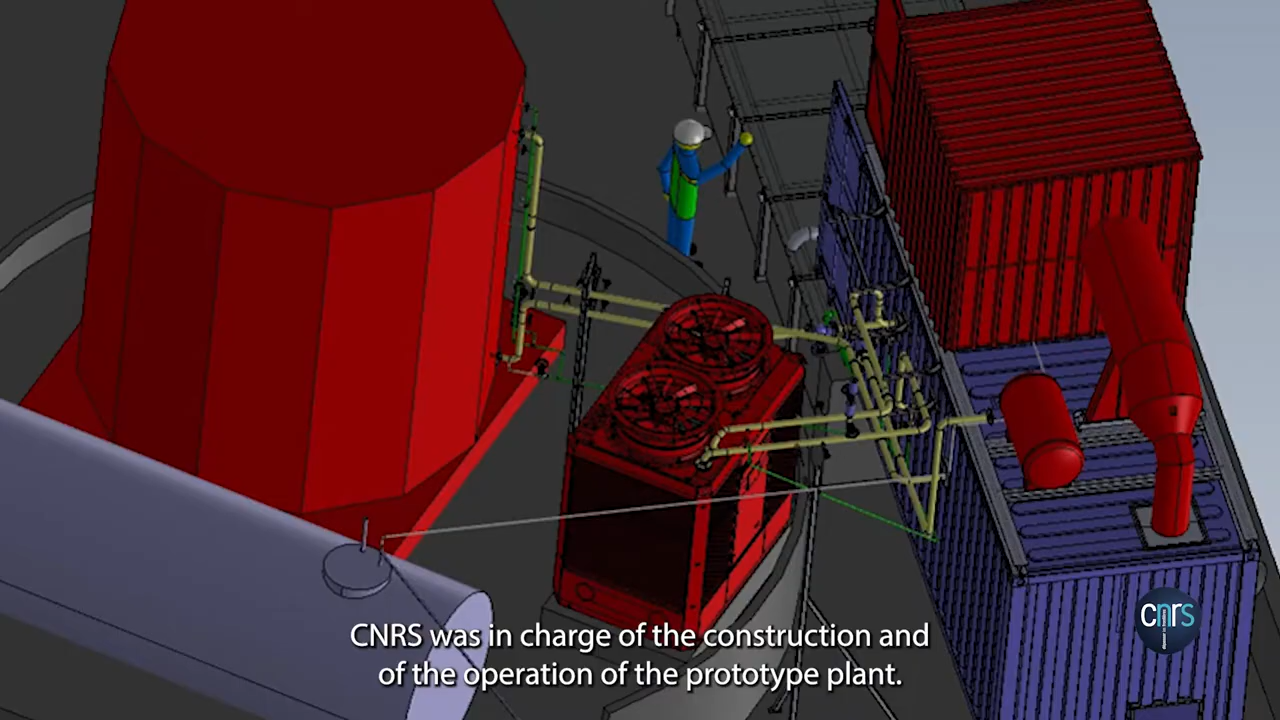 CNRS was in charge of the construction and
of the operation of the prototype plant.
cnrs